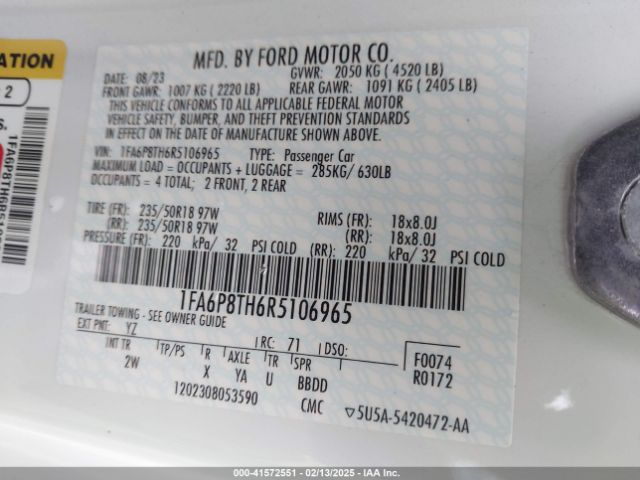 ATION
2
1FA6P8TH6R5106965
MFD. BY FORD MOTOR CO.
DATE: 08/23 GVWR: 2050 KG ( 4520 LB)
FRONT GAWR: 1007 KG ( 2220 LB) REAR GAWR: 1091 KG ( 2405 LB)
THIS VEHICLE CONFORMS TO ALL APPLICABLE FEDERAL MOTOR
VEHICLE SAFETY, BUMPER, AND THEFT PREVENTION STANDARDS
IN EFFECT ON THE DATE OF MANUFACTURE SHOWN ABOVE.
VIN: 1FA6P8TH6R5106965 TYPE: Passenger Car
MAXIMUM LOAD = OCCUPANTS + LUGGAGE = 285KG/ 630LB
OCCUPANTS = 4 TOTAL; 2 FRONT, 2 REAR
TIRE (FR): 235/50R18 97W RIMS (FR): 18x8.0J
(RR): 235/50R18 97W (RR): 18x8.0J
PRESSURE (FR): 220 kPa/ 32 PSI COLD (RR): 220 kPa/ 32 PSI COLD
1FA6P8TH6R5106965
TRAILER TOWING - SEE OWNER GUIDE
EXT PNT: YZ RC: 71 DSO: F0074
INT TR TP/PS R AXLE TR SPR R0172
2W X YA U BBDD
1202308053590 CMC ▽5U5A-5420472-AA
000-41572551 | 02/13/2025 | IAAI.COM